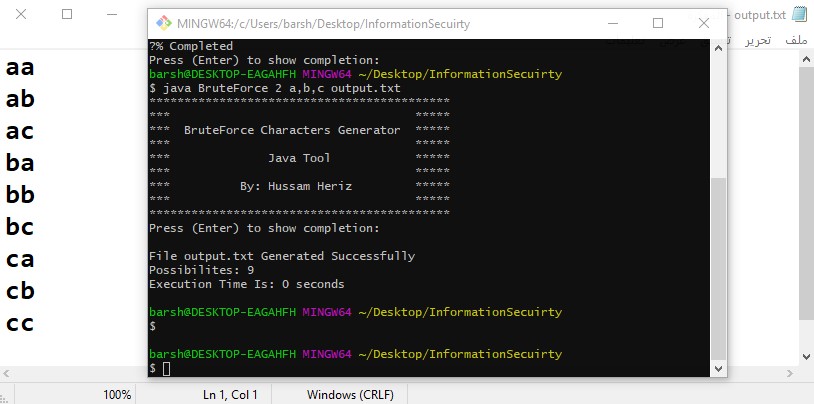 MINGW64:/c/Users/barsh/Desktop/InformationSecuirty
output.txt
ملف
تحرير
aa
ab
ac
ba
bb
bc
ca
cb
cc
?% Completed
Press (Enter) to show completion:
barsh@DESKTOP-EAGAHFH MINGW64 ~/Desktop/InformationSecuirty
$ java BruteForce 2 a,b,c output.txt
*******************************************
***                                   *****
***  BruteForce Characters Generator  *****
***                                   *****
***              Java Tool            *****
***                                   *****
***          By: Hussam Heriz         *****
***                                   *****
*******************************************
Press (Enter) to show completion:
File output.txt Generated Successfully
Possibilites: 9
Execution Time Is: 0 seconds
barsh@DESKTOP-EAGAHFH MINGW64 ~/Desktop/InformationSecuirty
$
barsh@DESKTOP-EAGAHFH MINGW64 ~/Desktop/InformationSecuirty
$
100%
Ln 1, Col 1
Windows (CRLF)